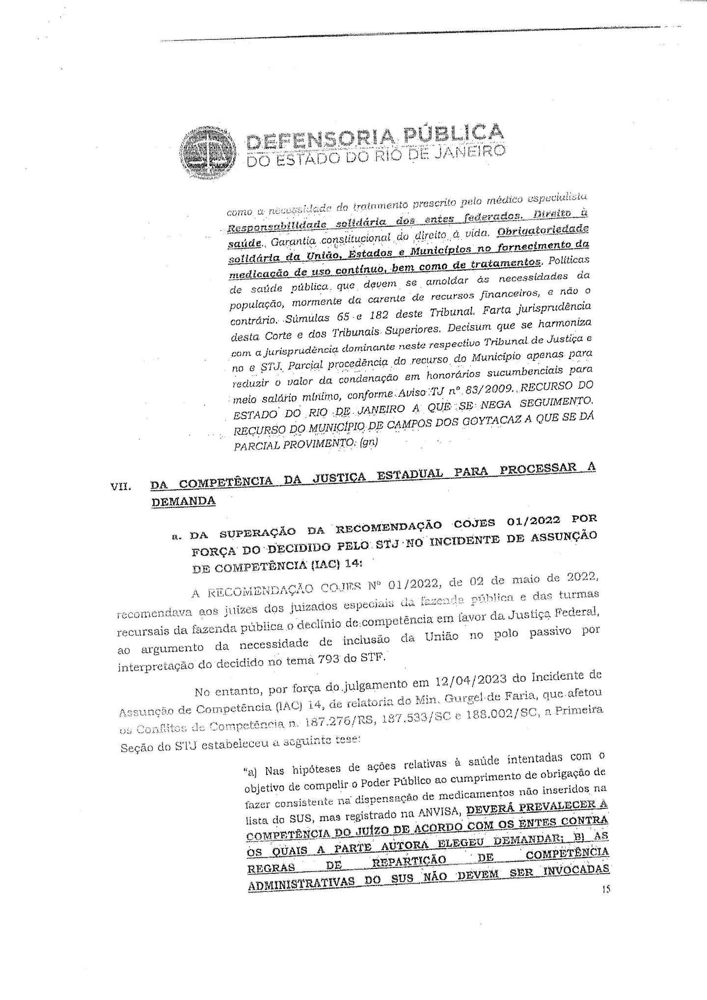 DEFENSORIA PÚBLICA
DO ESTADO DO RIO DE JANEIRO
como a necessidade do tratamento prescrito pelo médico especialista
Responsabilidade solidária dos entes federados. Direito à
saúde. Garantia constitucional do direito à vida. Obrigatoriedade
solidária da União, Estados e Municípios no fornecimento da
medicação de uso contínuo, bem como de tratamentos. Políticas
de saúde pública que devem se amoldar às necessidades da
população, mormente da carente de recursos financeiros, e não o
contrário. Súmulas 65 e 182 deste Tribunal. Farta jurisprudência
desta Corte e dos Tribunais Superiores. Decisum que se harmoniza
com a jurisprudência dominante neste respectivo Tribunal de Justiça e
no e STJ. Parcial procedência do recurso do Município apenas para
reduzir o valor da condenação em honorários sucumbenciais para
meio salário mínimo, conforme Aviso TJ nº 83/2009. RECURSO DO
ESTADO DO RIO DE JANEIRO A QUE SE NEGA SEGUIMENTO.
RECURSO DO MUNICÍPIO DE CAMPOS DOS GOYTACAZ A QUE SE DÁ
PARCIAL PROVIMENTO. (gn)
VII. DA COMPETÊNCIA DA JUSTIÇA ESTADUAL PARA PROCESSAR A
DEMANDA
a. DA SUPERAÇÃO DA RECOMENDAÇÃO COJES 01/2022 POR
FORÇA DO DECIDIDO PELO STJ NO INCIDENTE DE ASSUNÇÃO
DE COMPETÊNCIA (IAC) 14:
A RECOMENDAÇÃO COJES Nº 01/2022, de 02 de maio de 2022,
recomendava aos juízes dos juizados especiais da fazenda pública e das turmas
recursais da fazenda pública o declínio de competência em favor da Justiça Federal,
ao argumento da necessidade de inclusão da União no polo passivo por
interpretação do decidido no tema 793 do STF.
No entanto, por força do julgamento em 12/04/2023 do Incidente de
Assunção de Competência (IAC) 14, de relatoria do Min. Gurgel de Faria, que afetou
os Conflitos de Competência n. 187.276/RS, 187.533/SC e 188.002/SC, a Primeira
Seção do STJ estabeleceu a seguinte tese:
"a) Nas hipóteses de ações relativas à saúde intentadas com o
objetivo de compelir o Poder Público ao cumprimento de obrigação de
fazer consistente na dispensação de medicamentos não inseridos na
lista do SUS, mas registrado na ANVISA, DEVERÁ PREVALECER A
COMPETÊNCIA DO JUÍZO DE ACORDO COM OS ENTES CONTRA
OS QUAIS A PARTE AUTORA ELEGEU DEMANDAR; B) AS
REGRAS DE REPARTIÇÃO DE COMPETÊNCIA
ADMINISTRATIVAS DO SUS NÃO DEVEM SER INVOCADAS
15